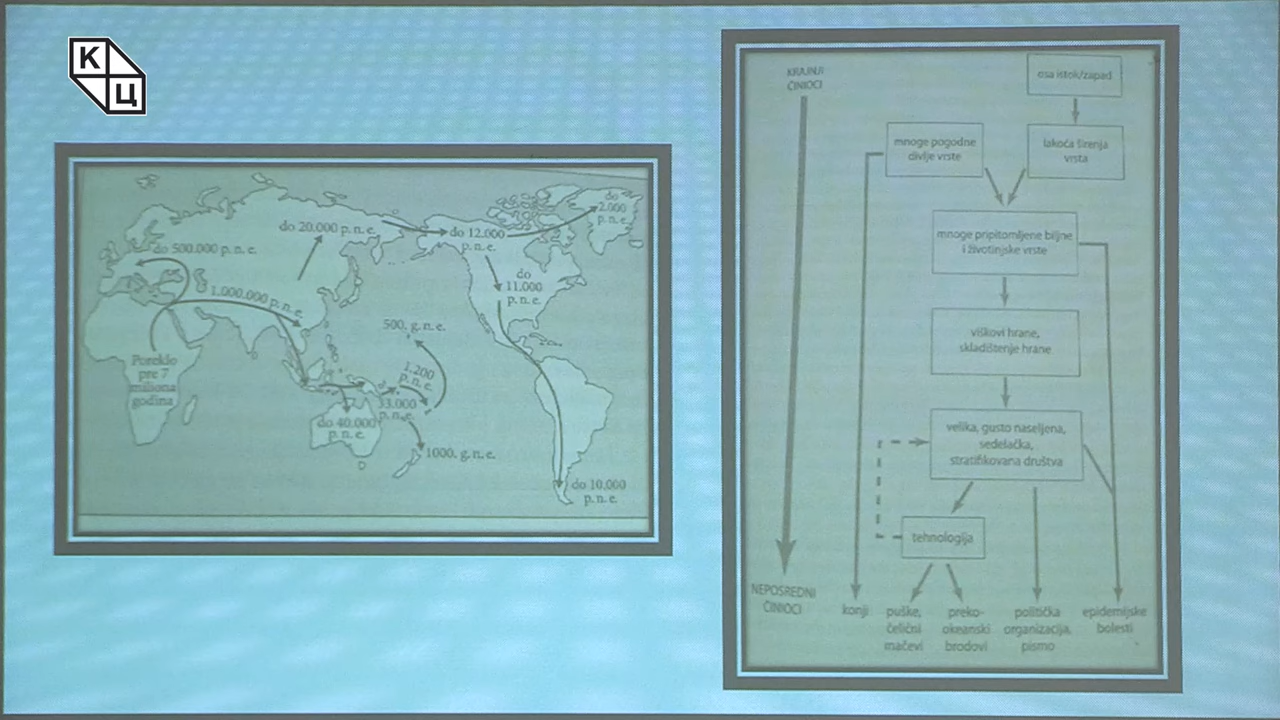 К
Ц
do
2.000
p. n. e.
do 20.000 p. n. e.
do 12.000
p. n. e.
do 500.000 p. n. e.
do
11.000
p. n. e.
1.000.000 p. n. e.
500. g. n. e.
Poreklo
pre 7
miliona
godina
1.200
p. n. e.
33.000
p. n. e.
do 40.000
p. n. e.
1000. g. n. e.
do 10.000
p. n. e.
KRAJNJI
ČINIOCI
osa istok/zapad
mnoge pogodne
divlje vrste
lakoća širenja
vrsta
mnoge pripitomljene biljne
i životinjske vrste
viškovi hrane,
skladištenje hrane
velika, gusto naseljena,
sedelačka,
stratifikovana društva
tehnologija
NEPOSREDNI
ČINIOCI
konji
puške,
čelični
mačevi
preko-
okeanski
brodovi
politička
organizacija,
pismo
epidemijske
bolesti